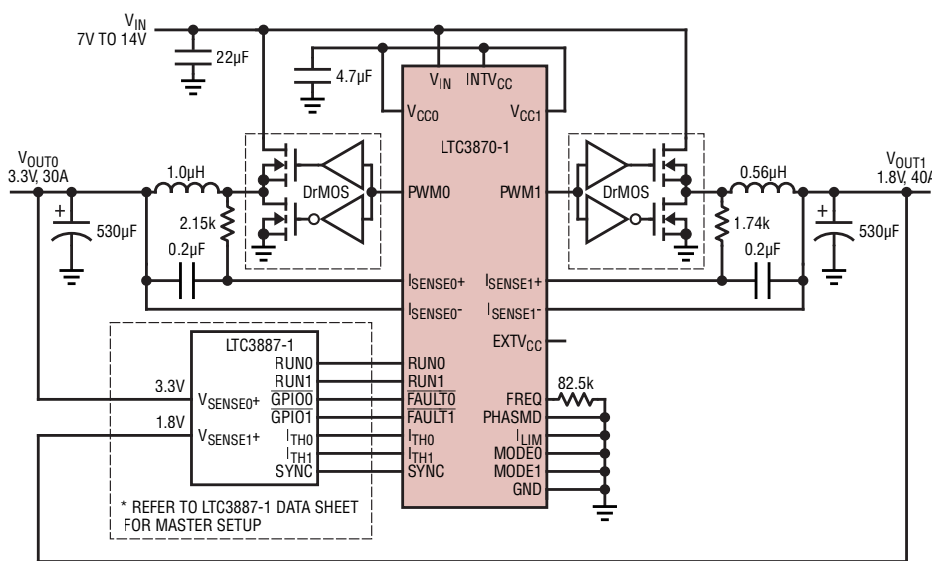 VIN
7V TO 14V
22µF
4.7µF
VIN
INTVCC
VCC0
VCC1
LTC3870-1
VOUT0
3.3V, 30A
1.0µH
DrMOS
PWM0
PWM1
DrMOS
0.56µH
VOUT1
1.8V, 40A
530µF
2.15k
0.2µF
1.74k
0.2µF
530µF
ISENSE0+
ISENSE1+
ISENSE0-
ISENSE1-
EXTVCC
LTC3887-1
RUN0
RUN1
GPIO0
GPIO1
ITH0
ITH1
SYNC
3.3V
VSENSE0+
1.8V
VSENSE1+
RUN0
RUN1
FAULT0
FAULT1
ITH0
ITH1
SYNC
82.5k
FREQ
PHASMD
ILIM
MODE0
MODE1
GND
* REFER TO LTC3887-1 DATA SHEET
FOR MASTER SETUP